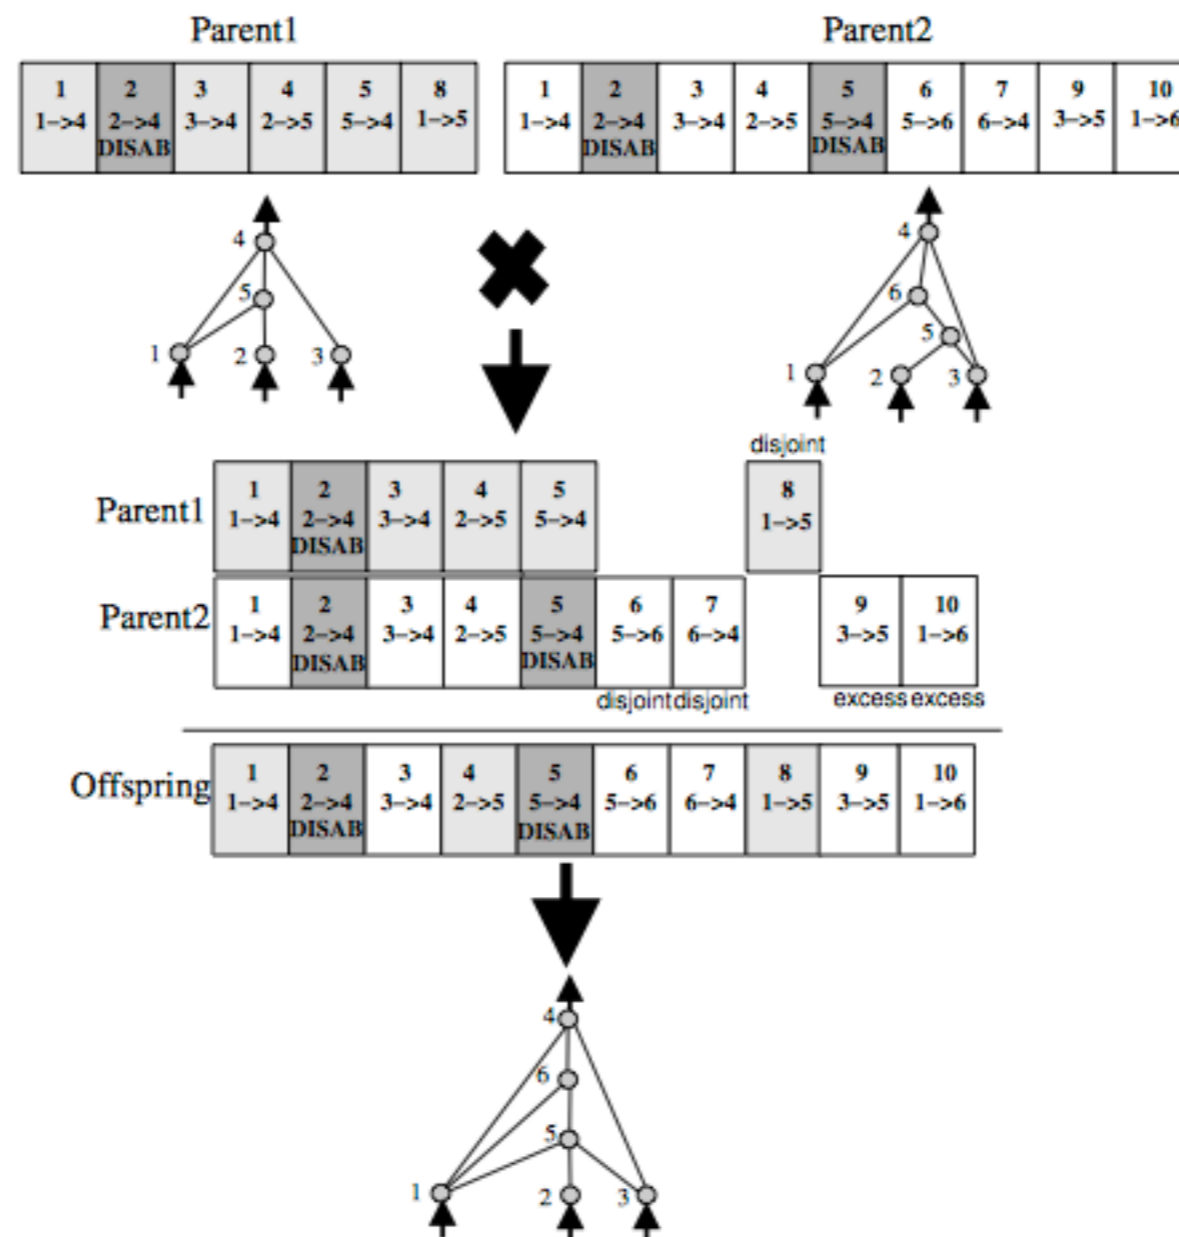 Parent1 Parent2
1 2 3 4 5 8 1 2 3 4 5 6 7 9 10
1->4 2->4 3->4 2->5 5->4 1->5 1->4 2->4 3->4 2->5 5->4 5->6 6->4 3->5 1->6
DISAB DISAB DISAB
4 4
5 6
5
1 2 3 1 2 3
disjoint
Parent1
1 2 3 4 5 8
1->4 2->4 3->4 2->5 5->4 1->5
DISAB
Parent2
1 2 3 4 5 6 7 9 10
1->4 2->4 3->4 2->5 5->4 5->6 6->4 3->5 1->6
DISAB DISAB
disjoint disjoint excess excess
Offspring
1 2 3 4 5 6 7 8 9 10
1->4 2->4 3->4 2->5 5->4 5->6 6->4 1->5 3->5 1->6
DISAB DISAB
4
6
5
1 2 3